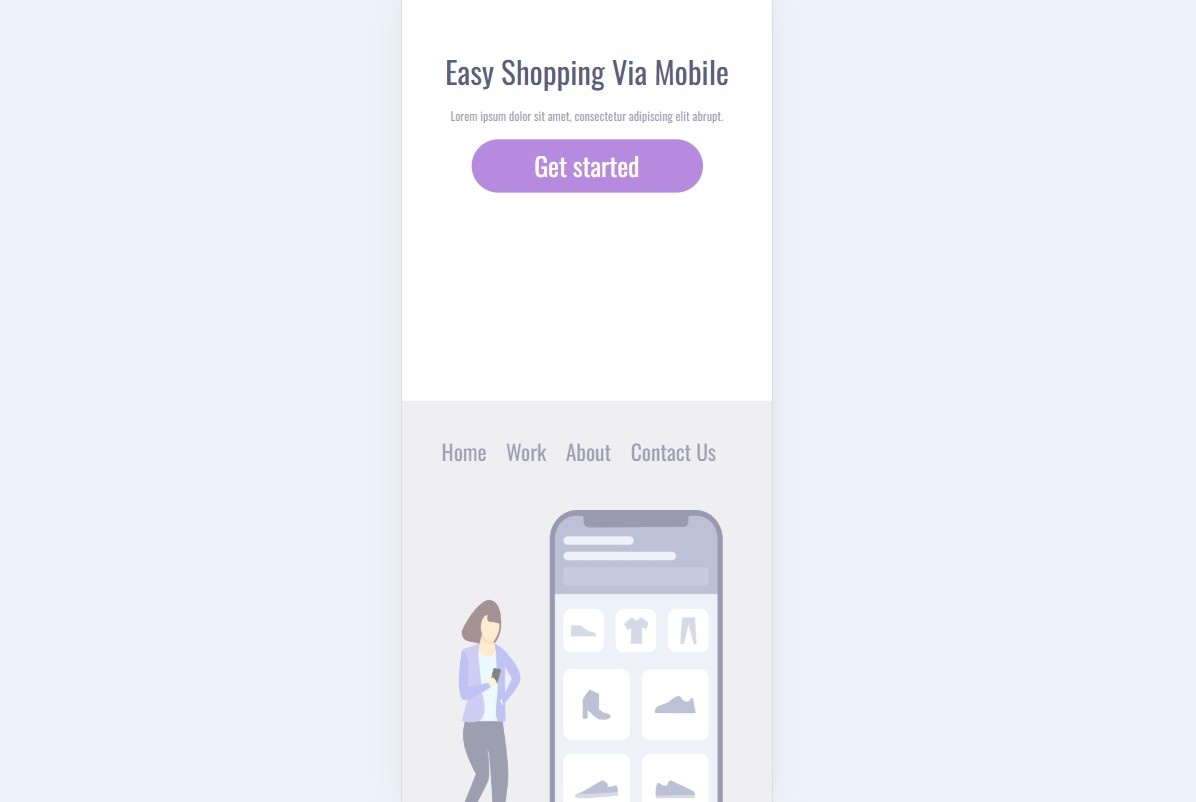 Easy Shopping Via Mobile
Lorem ipsum dolor sit amet, consectetur adipiscing elit abrupt.
Get started
Home Work About Contact Us